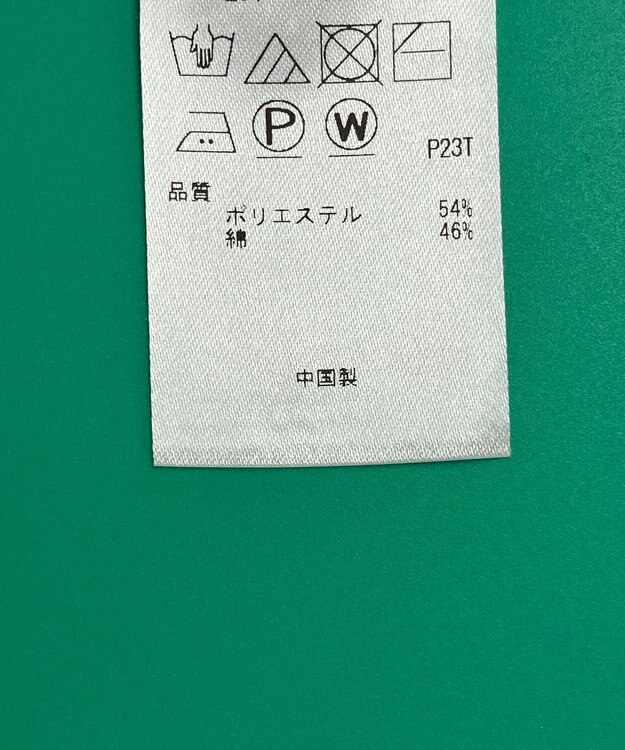 P W
P23T
品質
ポリエステル 54%
綿 46%
中国製